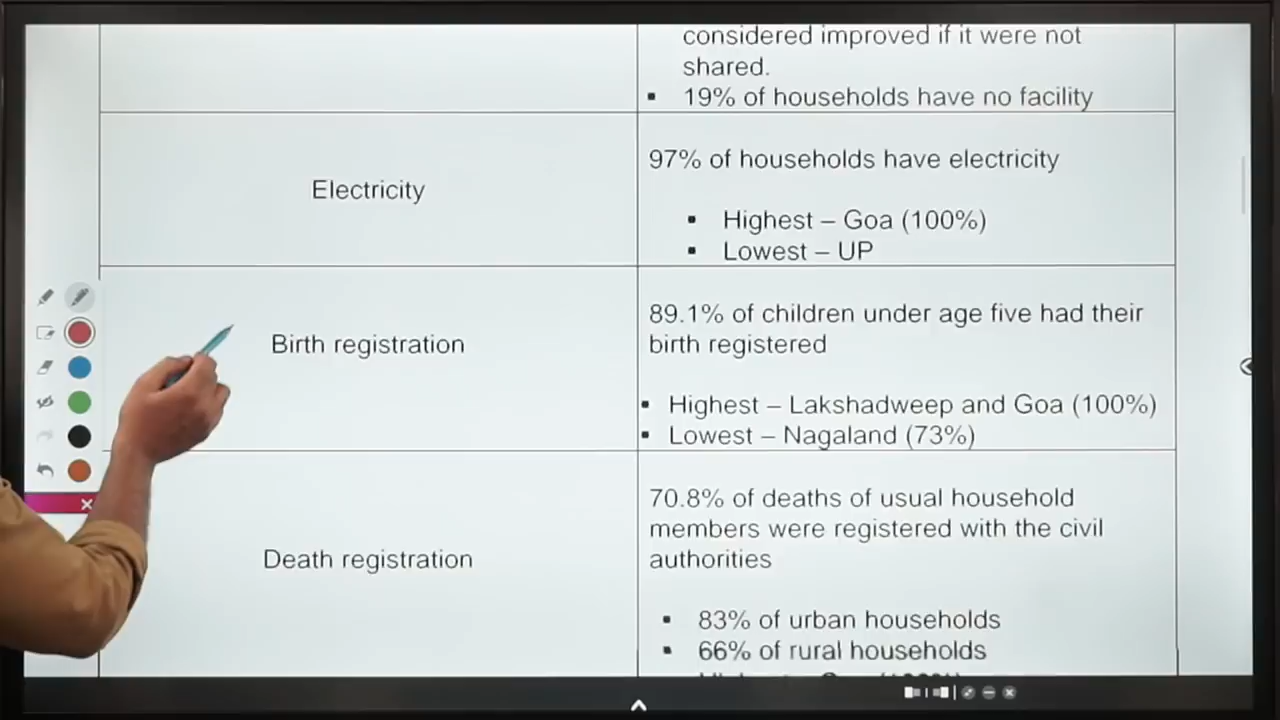 considered improved if it were not
shared.
▪ 19% of households have no facility
Electricity
97% of households have electricity
▪ Highest – Goa (100%)
▪ Lowest – UP
Birth registration
89.1% of children under age five had their
birth registered
▪ Highest – Lakshadweep and Goa (100%)
▪ Lowest – Nagaland (73%)
Death registration
70.8% of deaths of usual household
members were registered with the civil
authorities
▪ 83% of urban households
▪ 66% of rural households